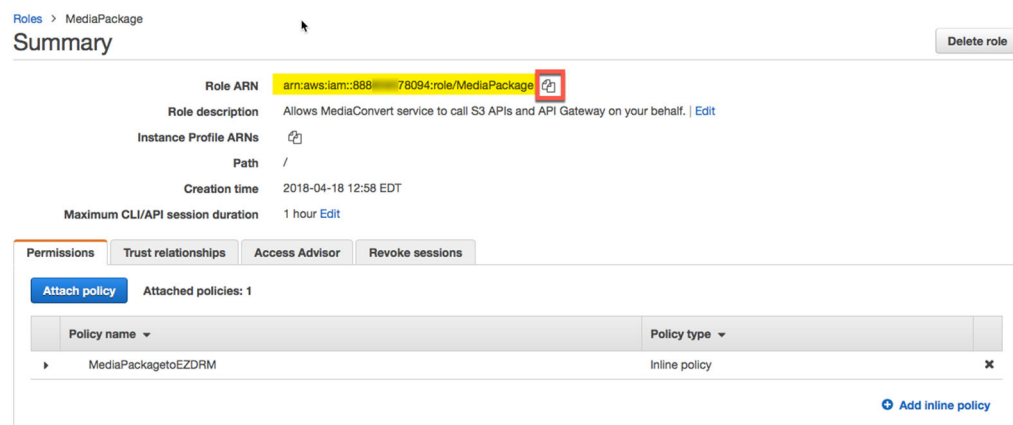 Roles > MediaPackage
Summary
Delete role
Role ARN arn:aws:iam::888 78094:role/MediaPackage
Role description Allows MediaConvert service to call S3 APIs and API Gateway on your behalf. | Edit
Instance Profile ARNs
Path /
Creation time 2018-04-18 12:58 EDT
Maximum CLI/API session duration 1 hour Edit
Permissions Trust relationships Access Advisor Revoke sessions
Attach policy Attached policies: 1
Policy name Policy type
MediaPackagetoEZDRM Inline policy
Add inline policy